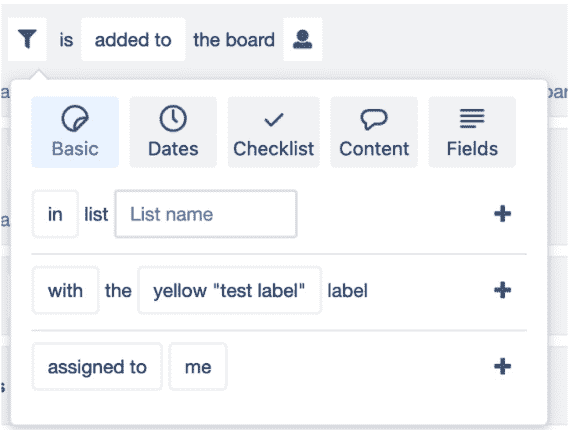 is added to the board
Basic Dates Checklist Content Fields
in list List name
with the yellow "test label" label
assigned to me